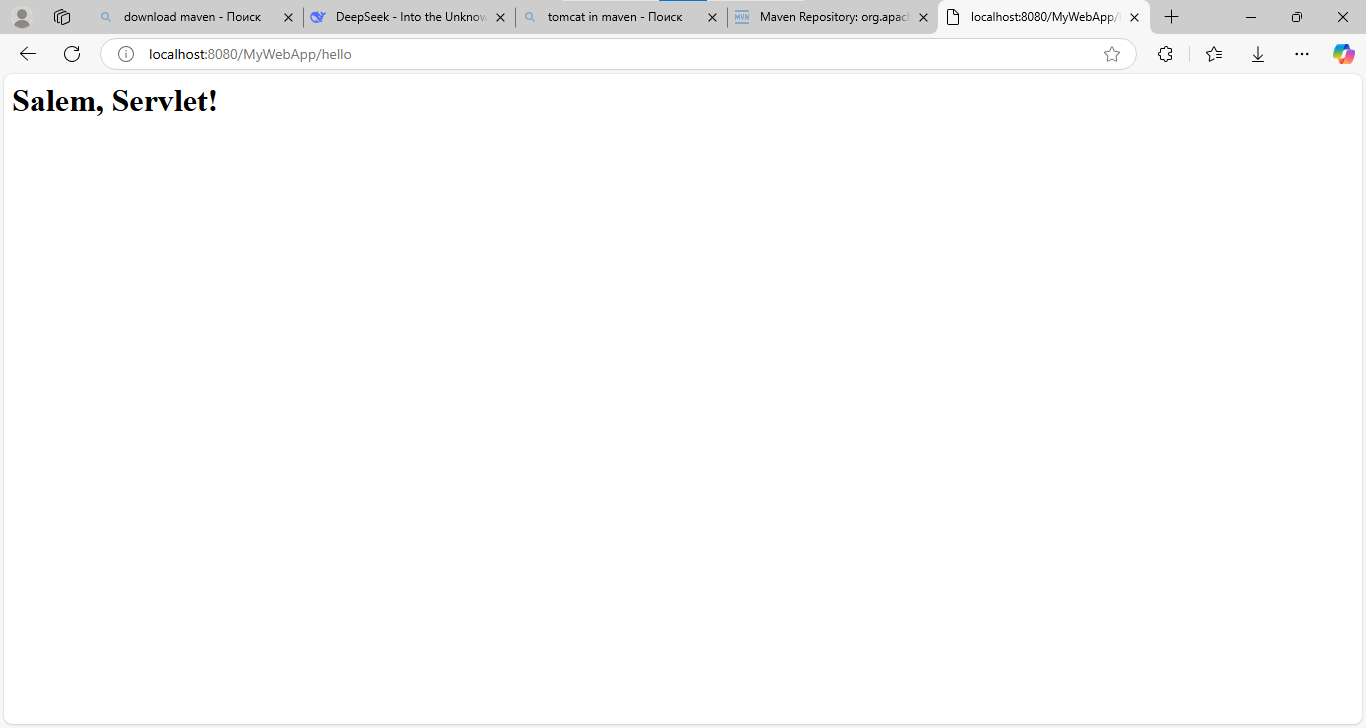 download maven - Поиск
DeepSeek - Into the Unknow
tomcat in maven - Поиск
MVN
Maven Repository: org.apac
localhost:8080/MyWebApp/
localhost:8080/MyWebApp/hello
Salem, Servlet!